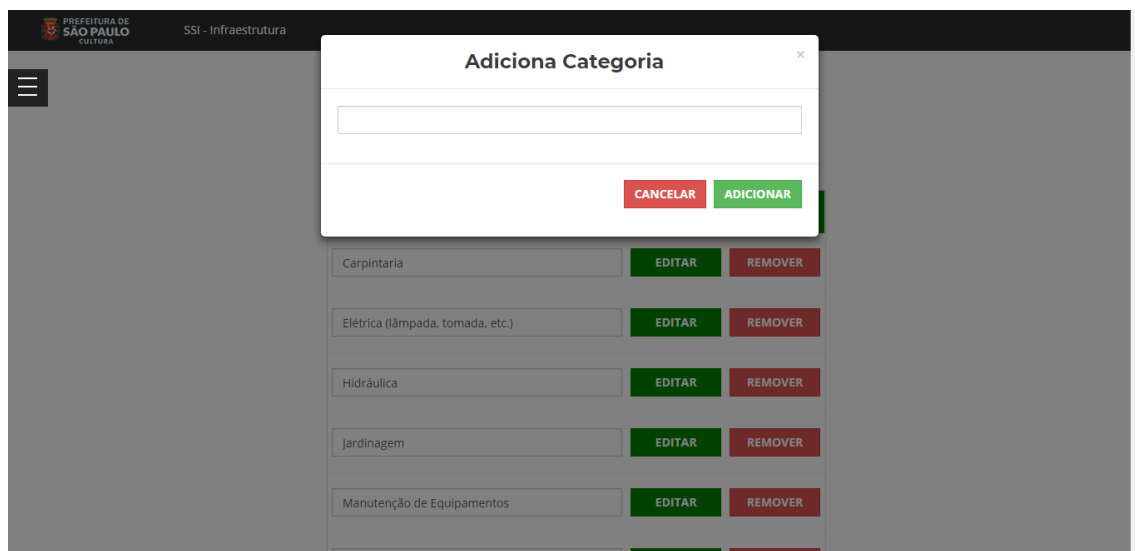 PREFEITURA DE
SÃO PAULO
CULTURA
SSI - Infraestrutura
Adiciona Categoria
×
CANCELAR ADICIONAR
Carpintaria EDITAR REMOVER
Elétrica (lâmpada, tomada, etc.) EDITAR REMOVER
Hidráulica EDITAR REMOVER
Jardinagem EDITAR REMOVER
Manutenção de Equipamentos EDITAR REMOVER